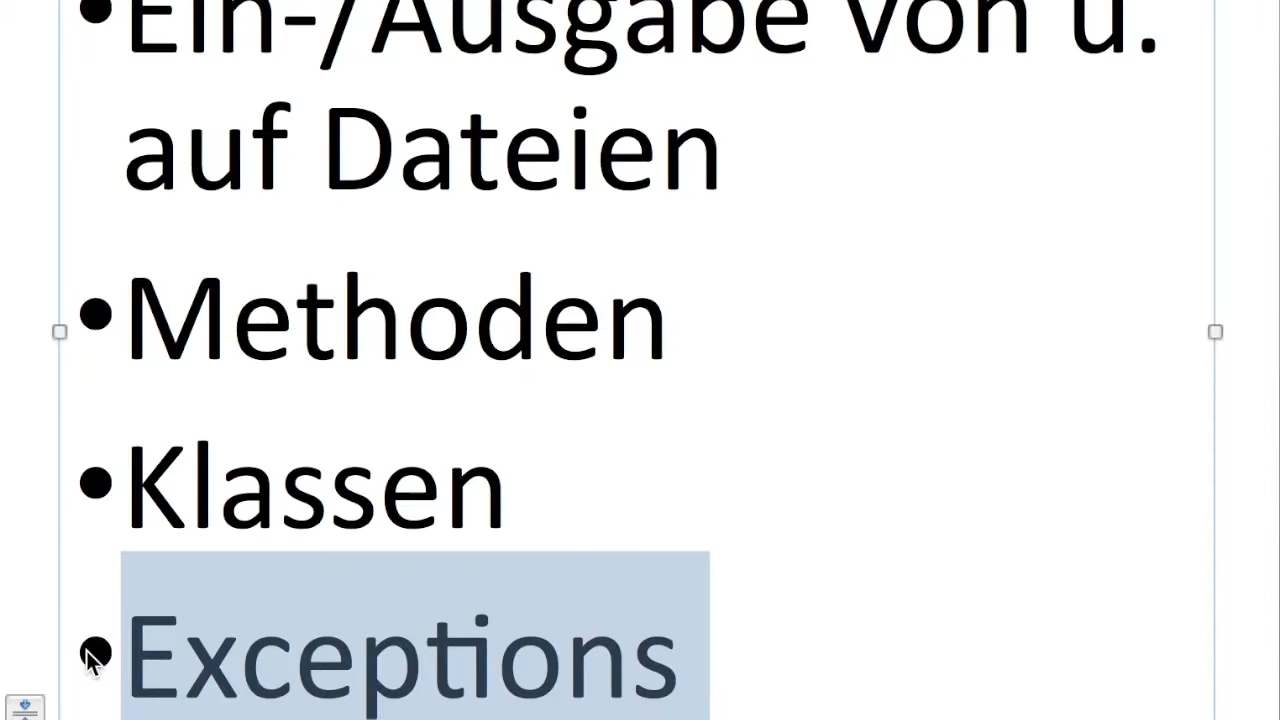 •Ein-/Ausgabe von u.
auf Dateien
•Methoden
•Klassen
•Exceptions